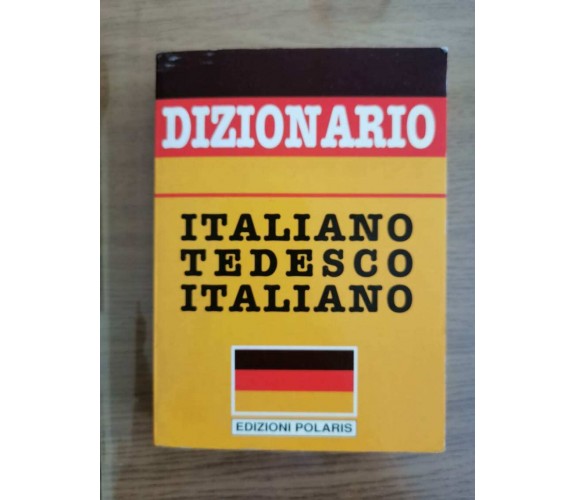 DIZIONARIO
ITALIANO
TEDESCO
ITALIANO
EDIZIONI POLARIS